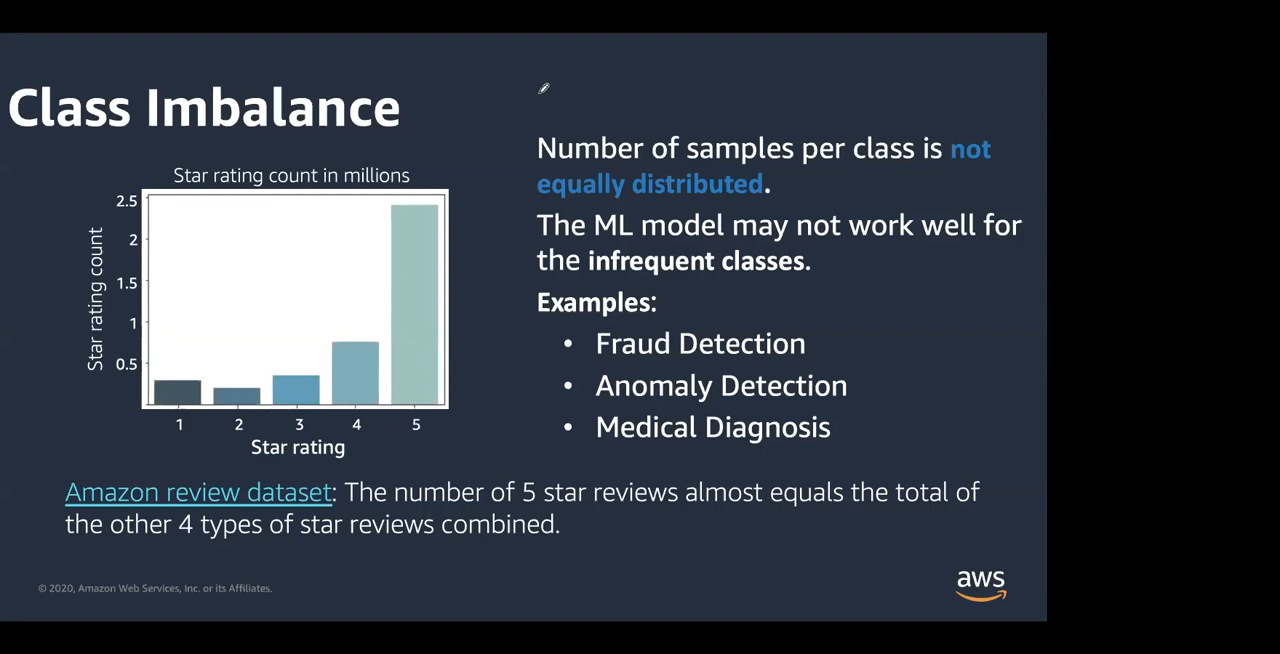 Class Imbalance
Star rating count in millions
Star rating count
2.5
2
1.5
1
0.5
1 2 3 4 5
Star rating
Number of samples per class is not
equally distributed.
The ML model may not work well for
the infrequent classes.
Examples:
• Fraud Detection
• Anomaly Detection
• Medical Diagnosis
Amazon review dataset: The number of 5 star reviews almost equals the total of
the other 4 types of star reviews combined.
© 2020, Amazon Web Services, Inc. or its Affiliates.
aws